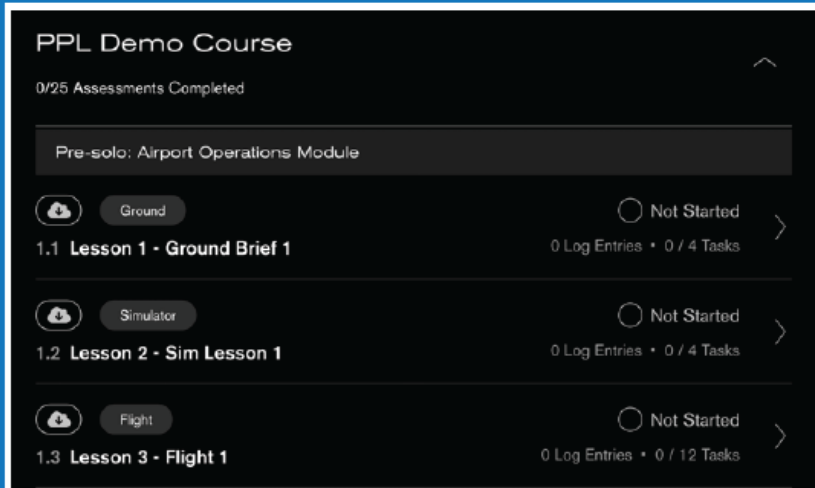 PPL Demo Course
0/25 Assessments Completed
Pre-solo: Airport Operations Module
Ground
Not Started
1.1 Lesson 1 - Ground Brief 1
0 Log Entries • 0 / 4 Tasks
Simulator
Not Started
1.2 Lesson 2 - Sim Lesson 1
0 Log Entries • 0 / 4 Tasks
Flight
Not Started
1.3 Lesson 3 - Flight 1
0 Log Entries • 0 / 12 Tasks